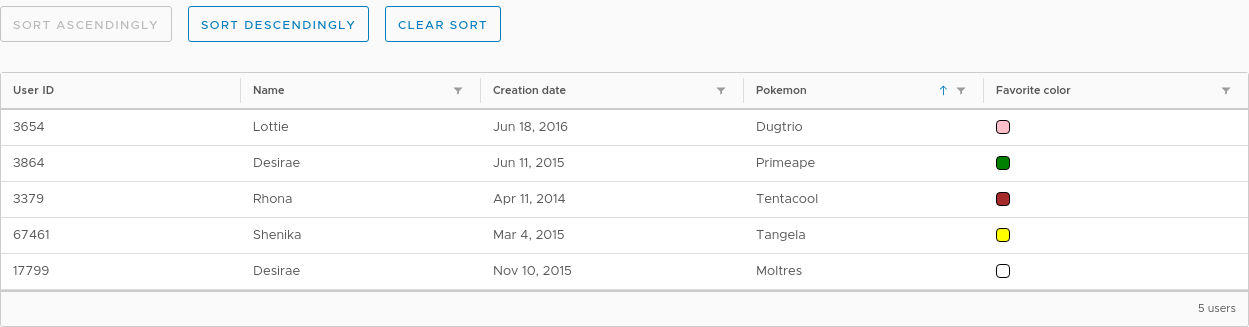 SORT ASCENDINGLY SORT DESCENDINGLY CLEAR SORT
User ID Name Creation date Pokemon Favorite color
3654 Lottie Jun 18, 2016 Dugtrio
3864 Desirae Jun 11, 2015 Primeape
3379 Rhona Apr 11, 2014 Tentacool
67461 Shenika Mar 4, 2015 Tangela
17799 Desirae Nov 10, 2015 Moltres
5 users